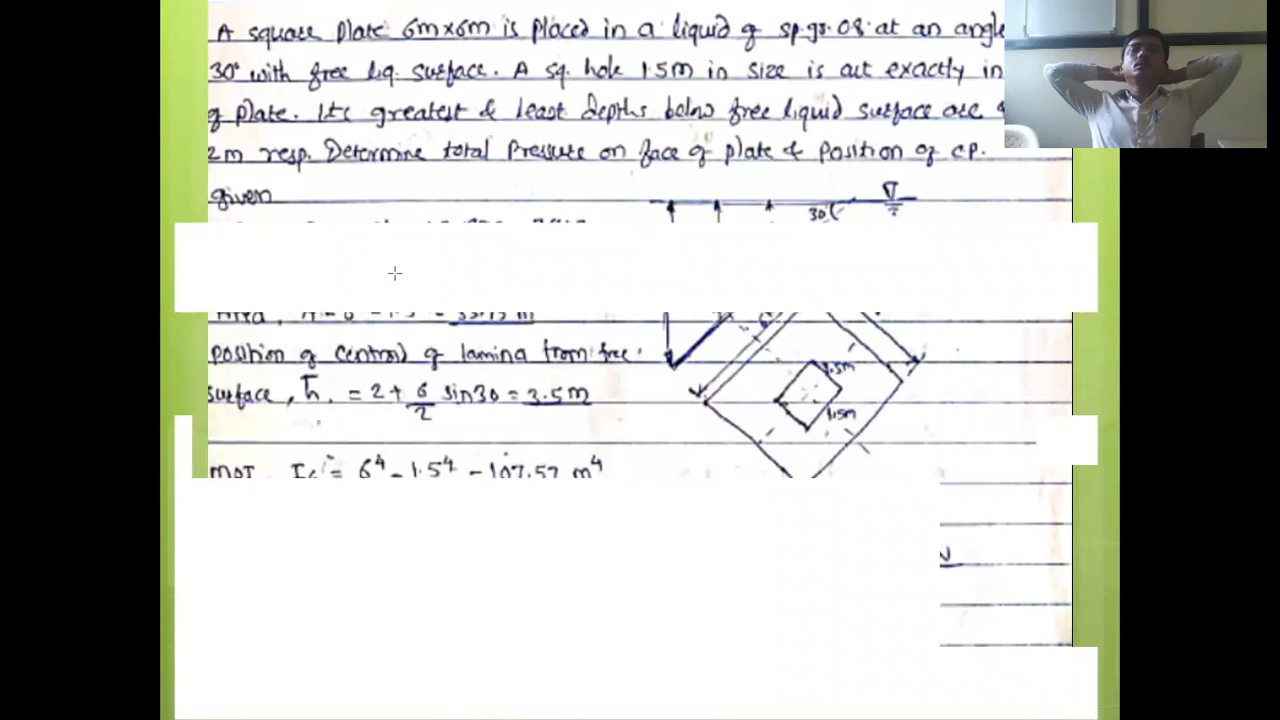 A square plate 6m x 6m is placed in a liquid of sp.gr. 0.8 at an angle
30° with free liq. surface. A sq. hole 1.5m in size is cut exactly in
of plate. Its greatest & least depths below free liquid surface are
2m resp. Determine total pressure on face of plate & position of CP.
given
30
Area,
position of centroid of lamina from free
surface, h̄. = 2 + 6/2 sin30 = 3.5m
1.5m
1.5m
= 6⁴ - 1.5⁴ - 107.57 m⁴